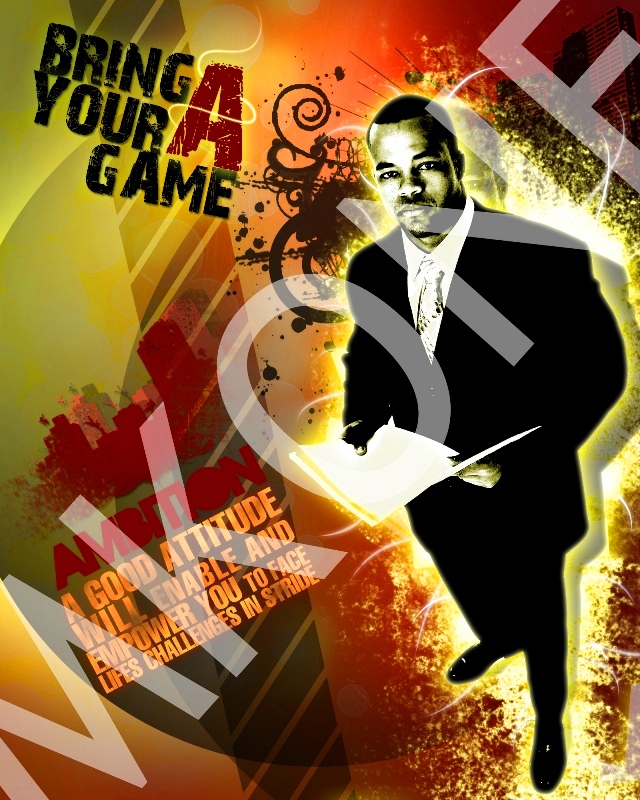 BRING
YOUR A
GAME
AMBITION
A GOOD ATTITUDE
WILL ENABLE AND
EMPOWER YOU TO FACE
LIFES CHALLENGES IN STRIDE